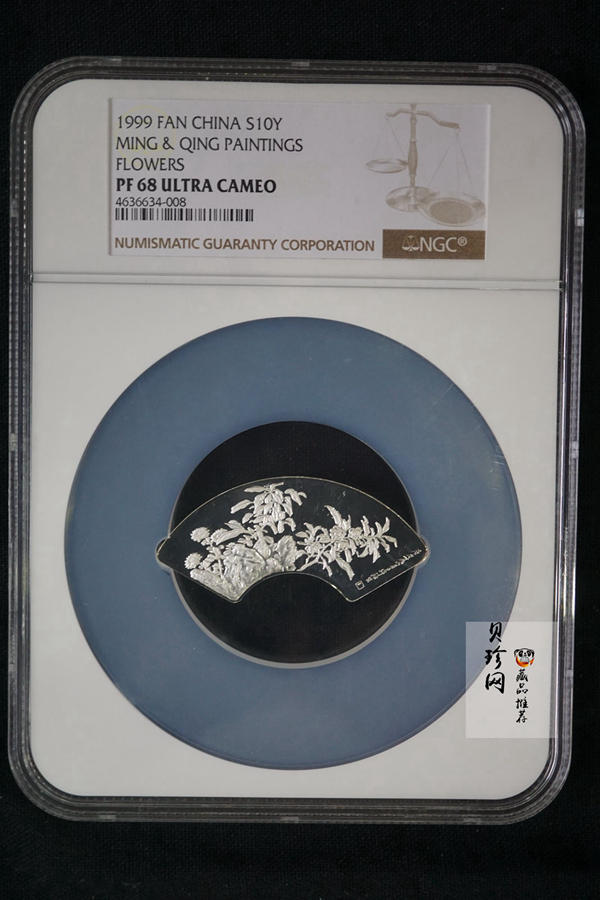 1999 FAN CHINA S10Y
MING & QING PAINTINGS
FLOWERS
PF 68 ULTRA CAMEO
4636634-008
NUMISMATIC GUARANTY CORPORATION
NGC®
贝珍网
藏品推荐